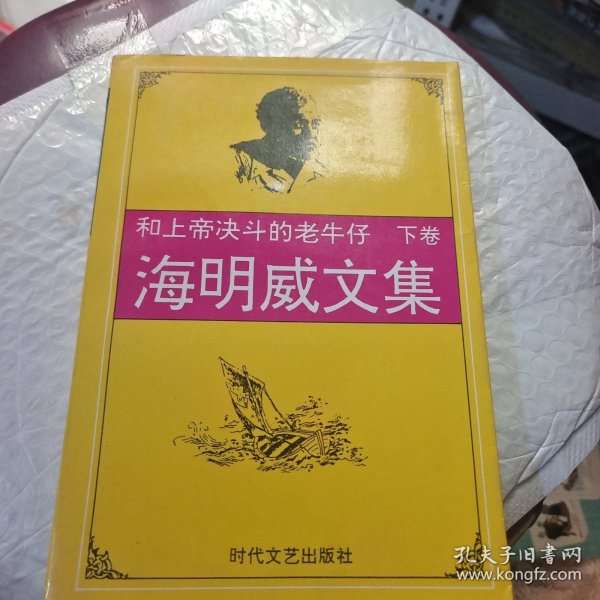 和上帝决斗的老牛仔 下卷
海明威文集
时代文艺出版社
孔夫子旧书网
www.kongfz.com